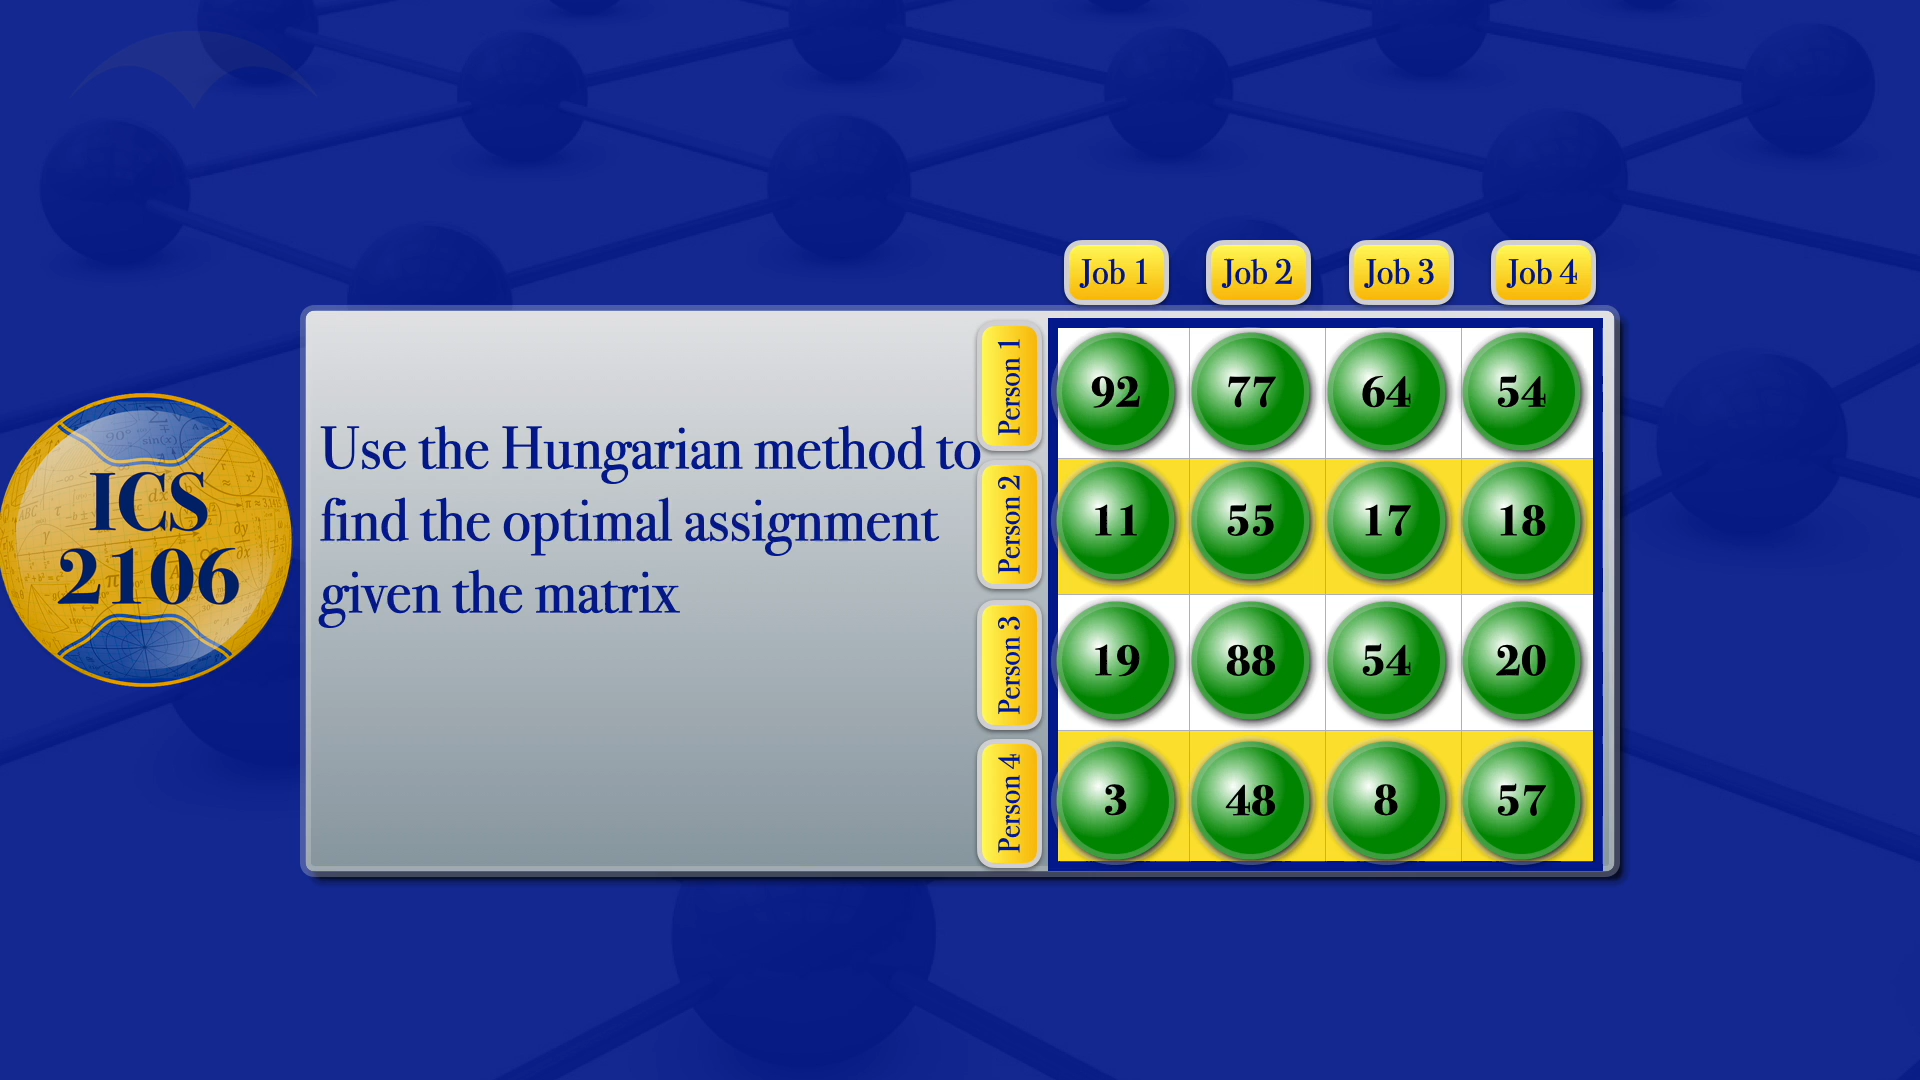 Job 1 Job 2 Job 3 Job 4
Person 1 92 77 64 54
Use the Hungarian method to
find the optimal assignment
given the matrix
ICS
2106
Person 2 11 55 17 18
Person 3 19 88 54 20
Person 4 3 48 8 57